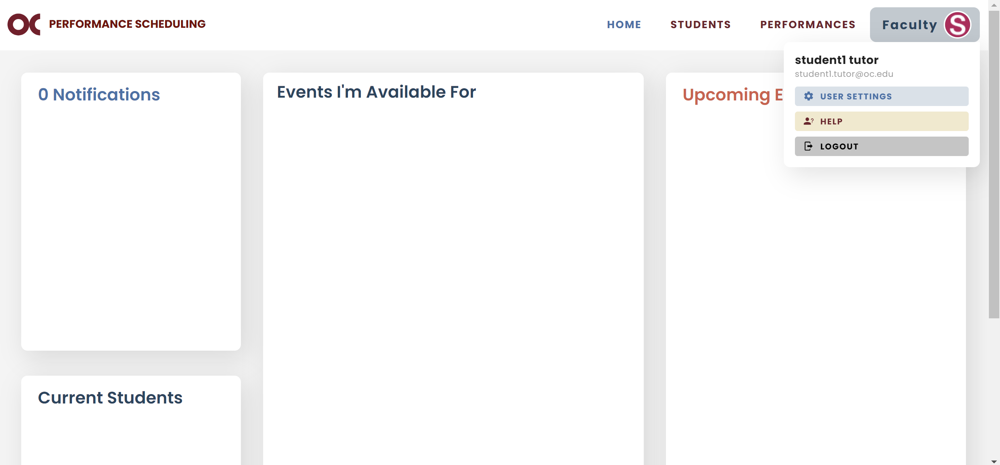 OC PERFORMANCE SCHEDULING
HOME STUDENTS PERFORMANCES Faculty S
student1 tutor
student1.tutor@oc.edu
USER SETTINGS
HELP
LOGOUT
0 Notifications
Events I'm Available For
Upcoming E
Current Students